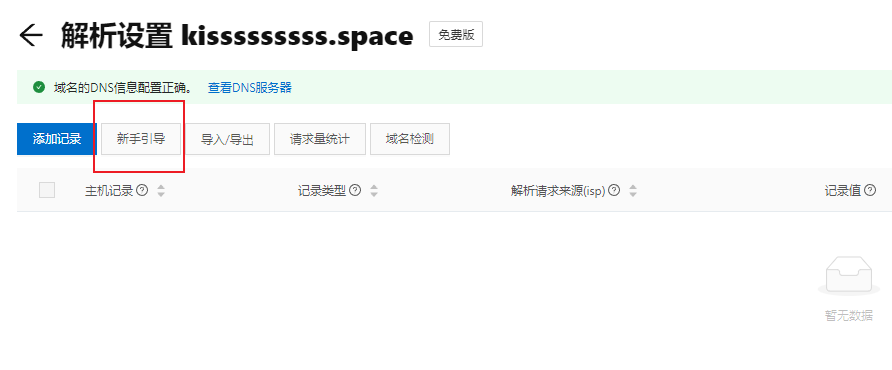 解析设置 kisssssssss.space 免费版
域名的DNS信息配置正确。 查看DNS服务器
添加记录 新手引导 导入/导出 请求量统计 域名检测
主机记录 记录类型 解析请求来源(isp) 记录值
暂无数据